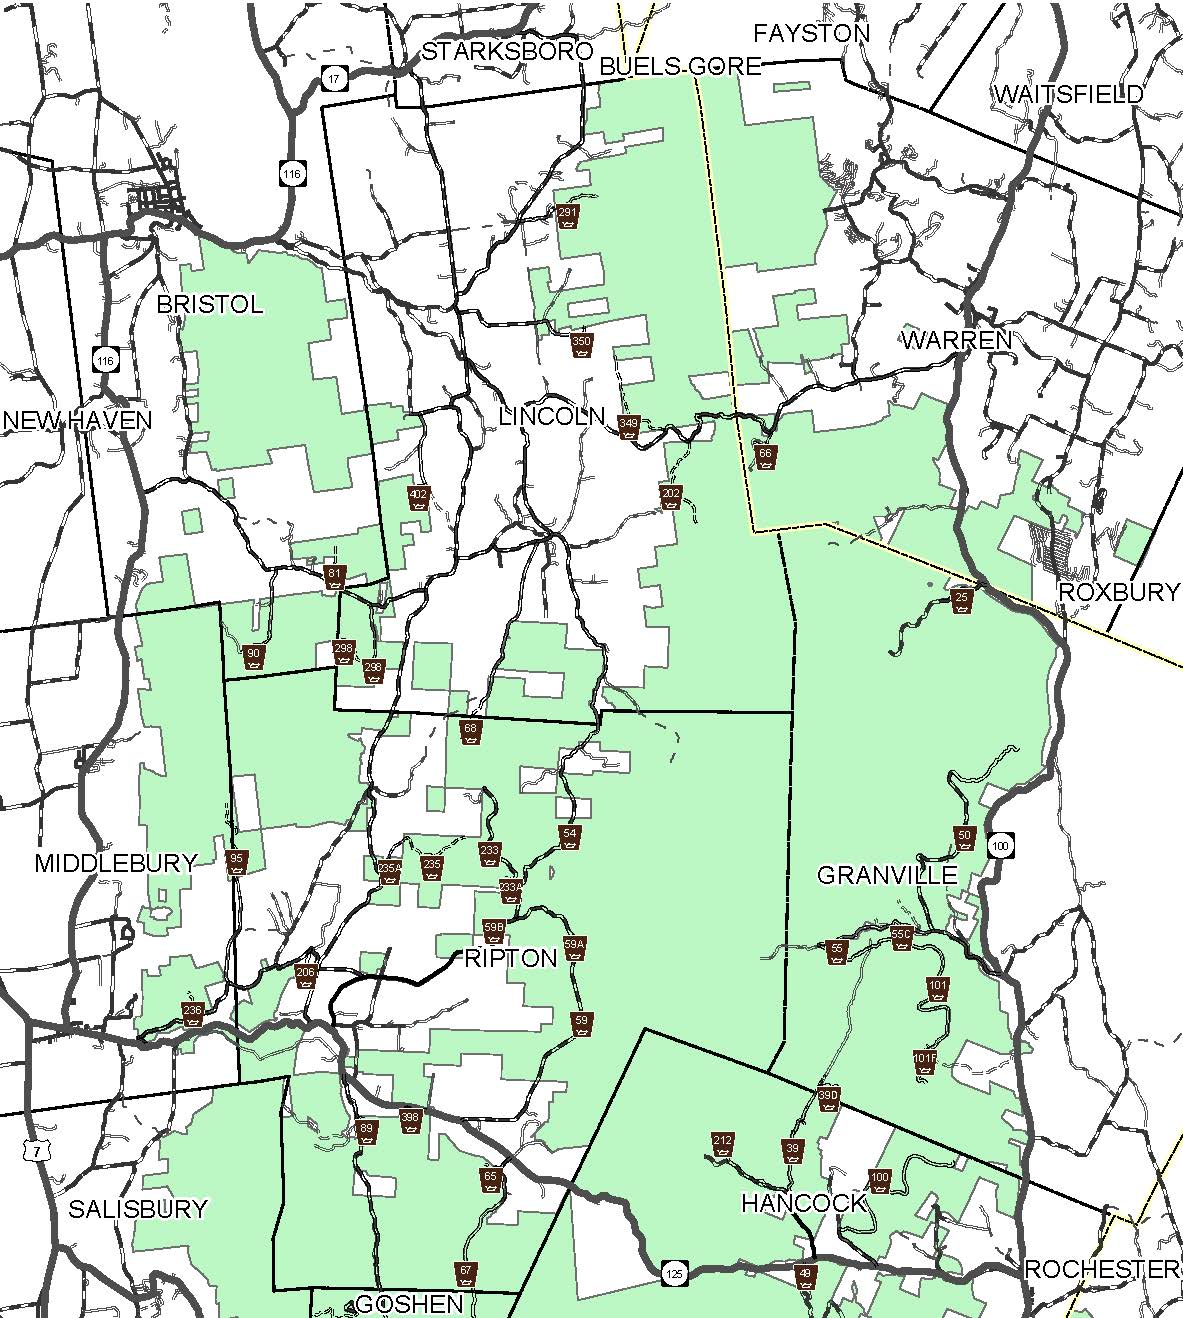 FAYSTON
STARKSBORO
BUELS GORE
17
WAITSFIELD
116
291
BRISTOL
WARREN
350
116
LINCOLN
NEW HAVEN
349
66
402
202
81
ROXBURY
25
298
90
298
68
54
50
100
233
MIDDLEBURY
95
235A
235
GRANVILLE
233A
59B
55C
59A
55
RIPTON
206
101
236
59
101F
39D
398
89
7
212
39
65
100
HANCOCK
SALISBURY
67
125
49
ROCHESTER
GOSHEN